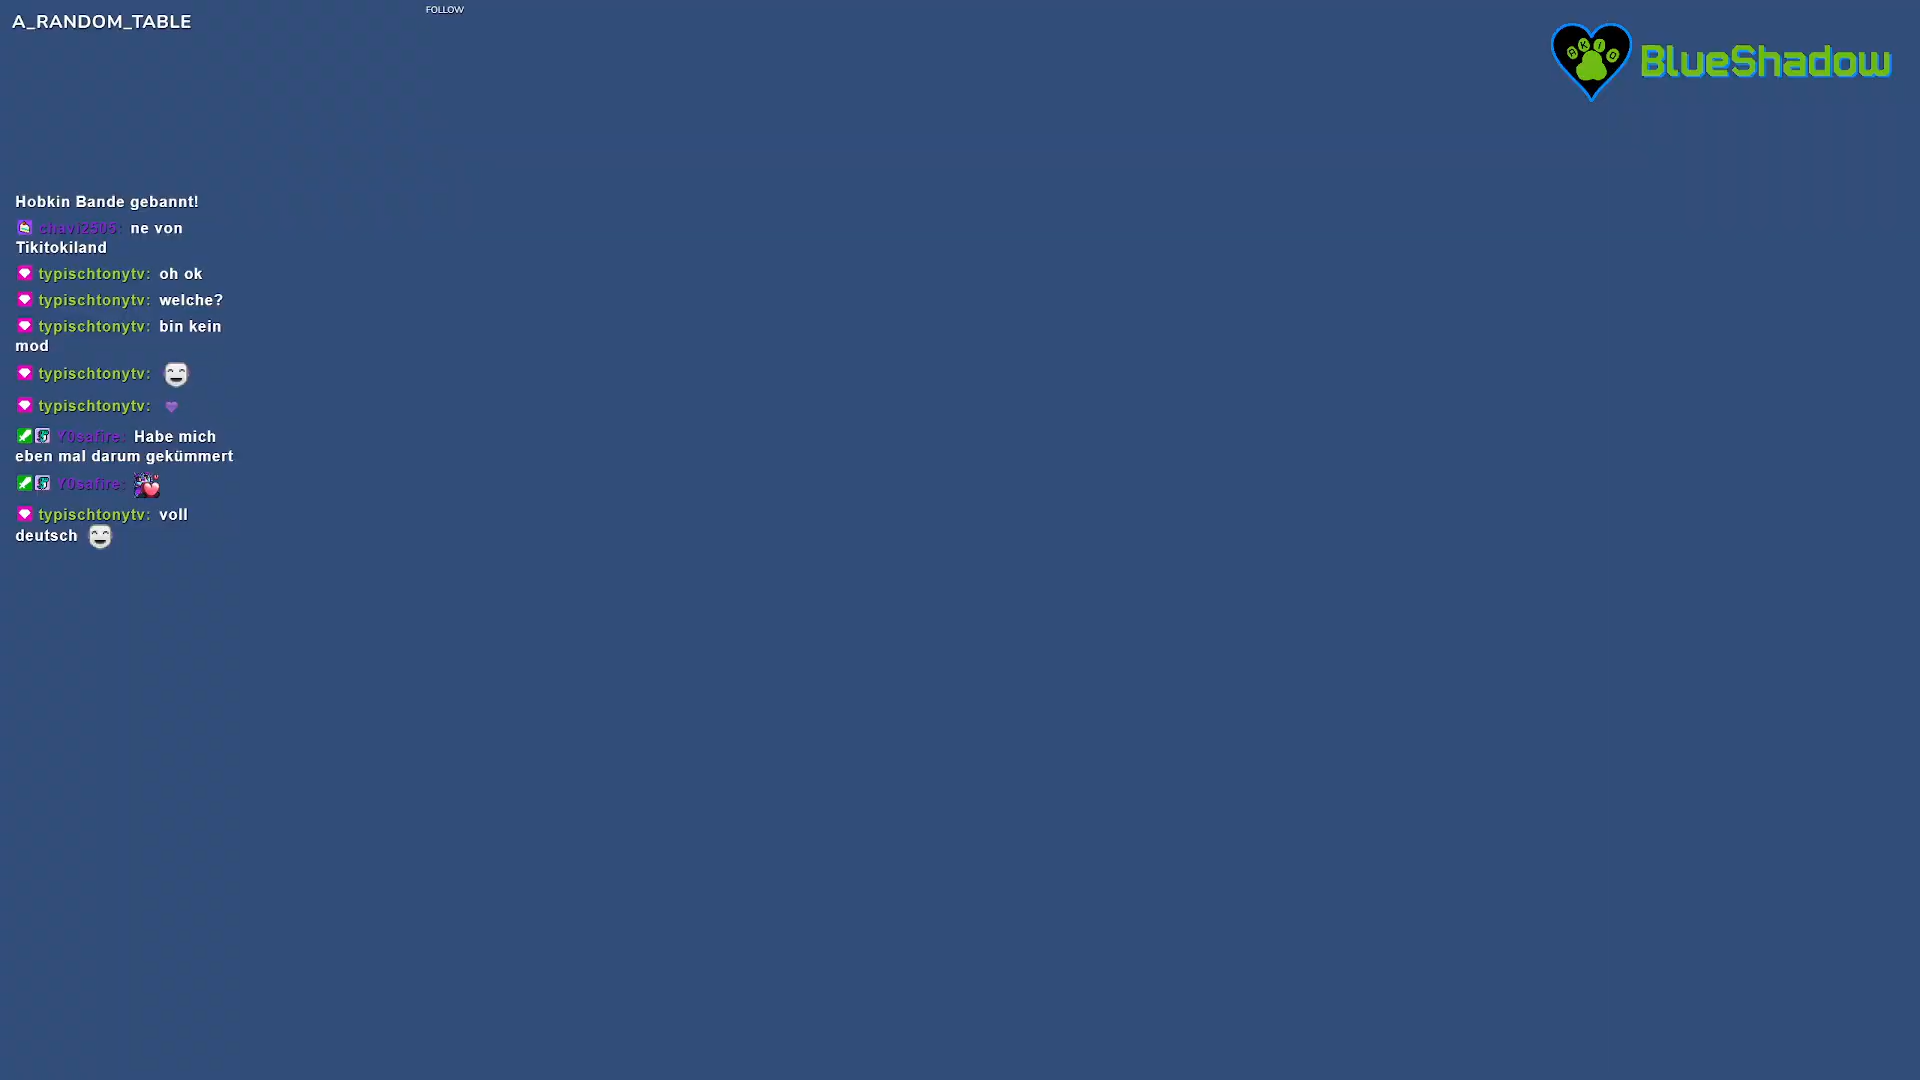 A_RANDOM_TABLE
FOLLOW
AKIO
BlueShadow
Hobkin Bande gebannt!
chavi2505: ne von
Tikitokiland
typischtonytv: oh ok
typischtonytv: welche?
typischtonytv: bin kein
mod
typischtonytv:
typischtonytv:
Y0safire: Habe mich
eben mal darum gekümmert
Y0safire:
typischtonytv: voll
deutsch